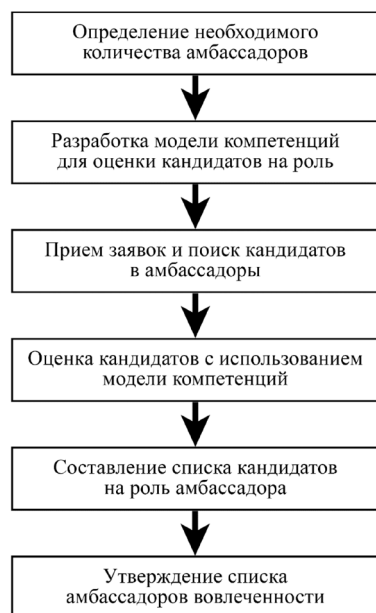 Определение необходимого
количества амбассадоров
Разработка модели компетенций
для оценки кандидатов на роль
Прием заявок и поиск кандидатов
в амбассадоры
Оценка кандидатов с использованием
модели компетенций
Составление списка кандидатов
на роль амбассадора
Утверждение списка
амбассадоров вовлеченности